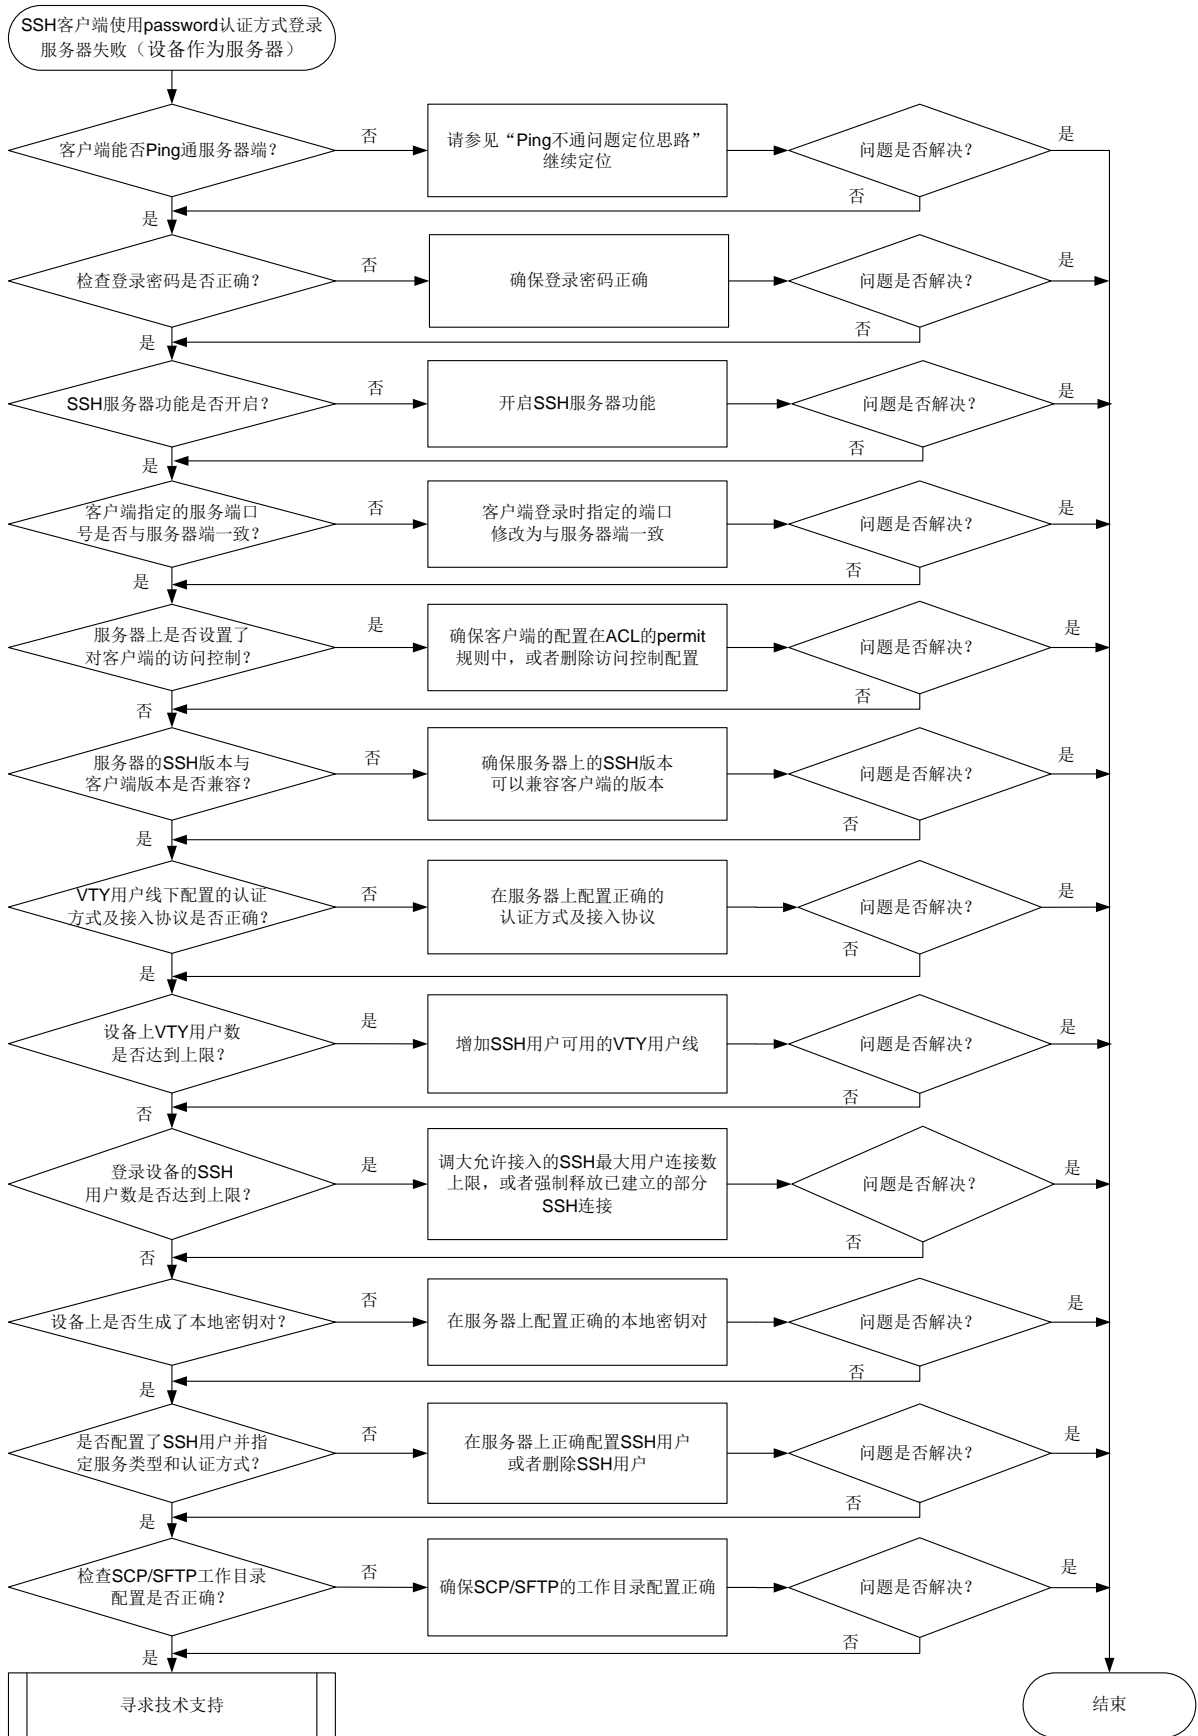 SSH客户端使用password认证方式登录
服务器失败（设备作为服务器）
客户端能否Ping通服务器端？
否
请参见“Ping不通问题定位思路”
继续定位
问题是否解决？
是
否
是
检查登录密码是否正确？
否
确保登录密码正确
问题是否解决？
是
否
是
SSH服务器功能是否开启？
否
开启SSH服务器功能
问题是否解决？
是
否
是
客户端指定的服务端口
号是否与服务器端一致？
否
客户端登录时指定的端口
修改为与服务器端一致
问题是否解决？
是
否
是
服务器上是否设置了
对客户端的访问控制？
是
确保客户端的配置在ACL的permit
规则中，或者删除访问控制配置
问题是否解决？
是
否
否
服务器的SSH版本与
客户端版本是否兼容？
否
确保服务器上的SSH版本
可以兼容客户端的版本
问题是否解决？
是
否
是
VTY用户线下配置的认证
方式及接入协议是否正确？
否
在服务器上配置正确的
认证方式及接入协议
问题是否解决？
是
否
是
设备上VTY用户数
是否达到上限？
是
增加SSH用户可用的VTY用户线
问题是否解决？
是
否
否
登录设备的SSH
用户数是否达到上限？
是
调大允许接入的SSH最大用户连接数
上限，或者强制释放已建立的部分
SSH连接
问题是否解决？
是
否
否
设备上是否生成了本地密钥对？
否
在服务器上配置正确的本地密钥对
问题是否解决？
是
否
是
是否配置了SSH用户并指
定服务类型和认证方式？
否
在服务器上正确配置SSH用户
或者删除SSH用户
问题是否解决？
是
否
是
检查SCP/SFTP工作目录
配置是否正确？
否
确保SCP/SFTP的工作目录配置正确
问题是否解决？
是
否
是
寻求技术支持
结束